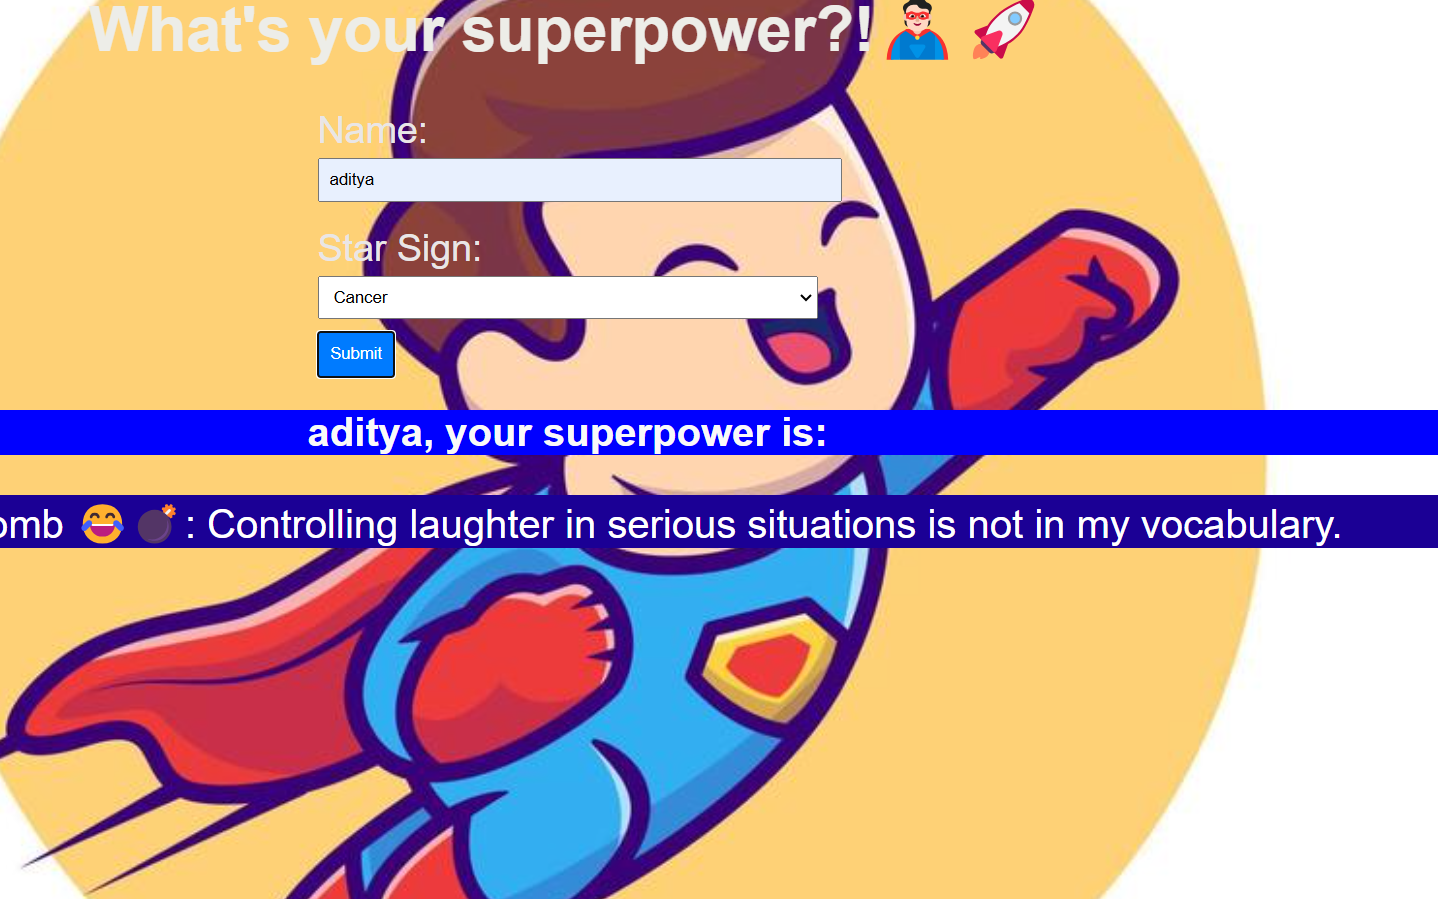 What's your superpower?!🦸🚀
Name:
aditya
Star Sign:
Cancer
Submit
aditya, your superpower is:
omb 😂 💣 : Controlling laughter in serious situations is not in my vocabulary.